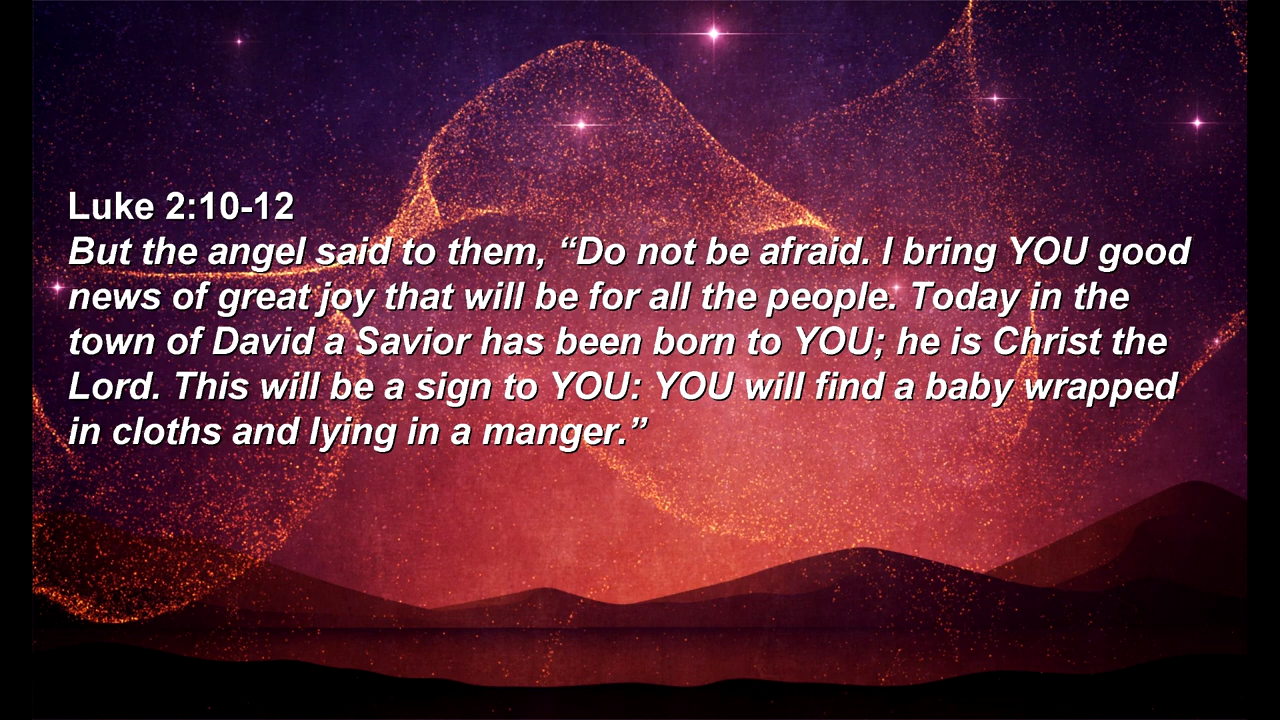 Luke 2:10-12
But the angel said to them, “Do not be afraid. I bring YOU good
news of great joy that will be for all the people. Today in the
town of David a Savior has been born to YOU; he is Christ the
Lord. This will be a sign to YOU: YOU will find a baby wrapped
in cloths and lying in a manger.”